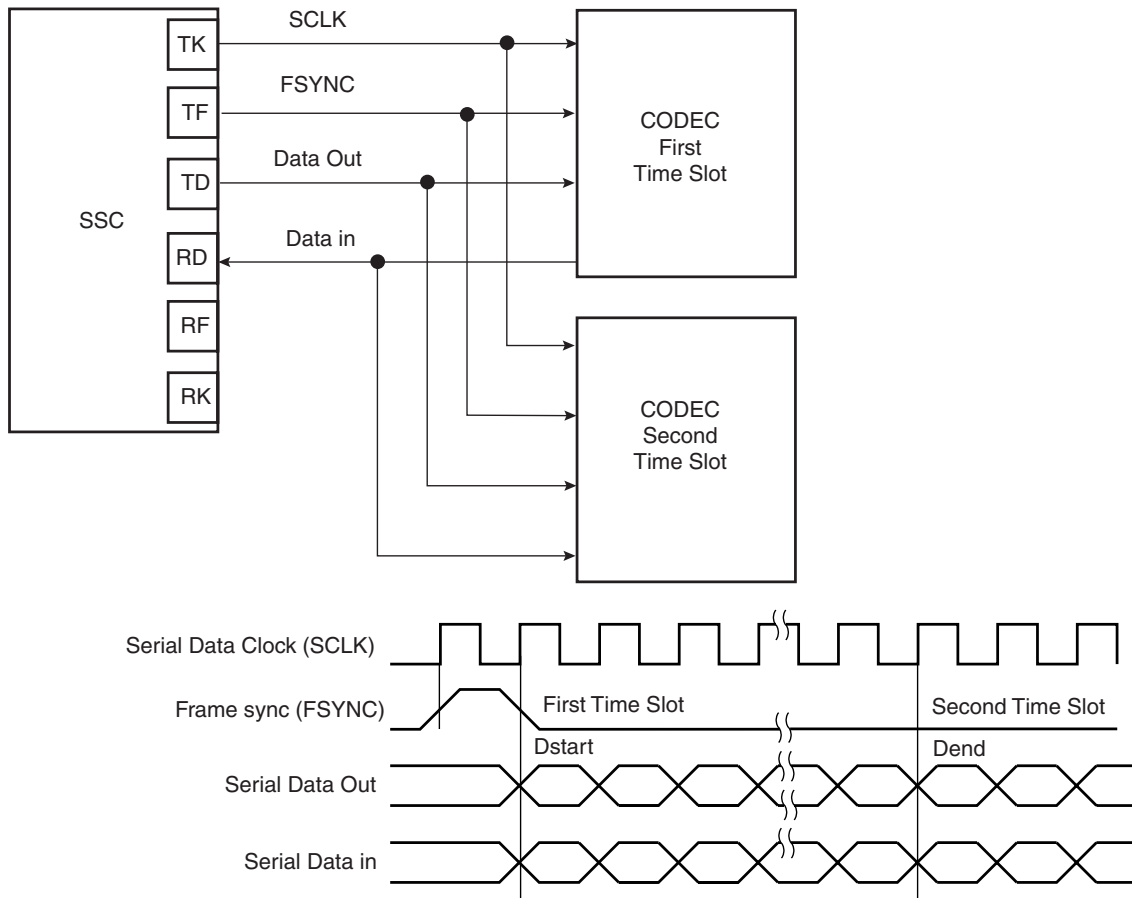 SSC
TK
TF
TD
RD
RF
RK
SCLK
FSYNC
Data Out
Data in
CODEC
First
Time Slot
CODEC
Second
Time Slot
Serial Data Clock (SCLK)
Frame sync (FSYNC)
First Time Slot
Second Time Slot
Dstart
Dend
Serial Data Out
Serial Data in